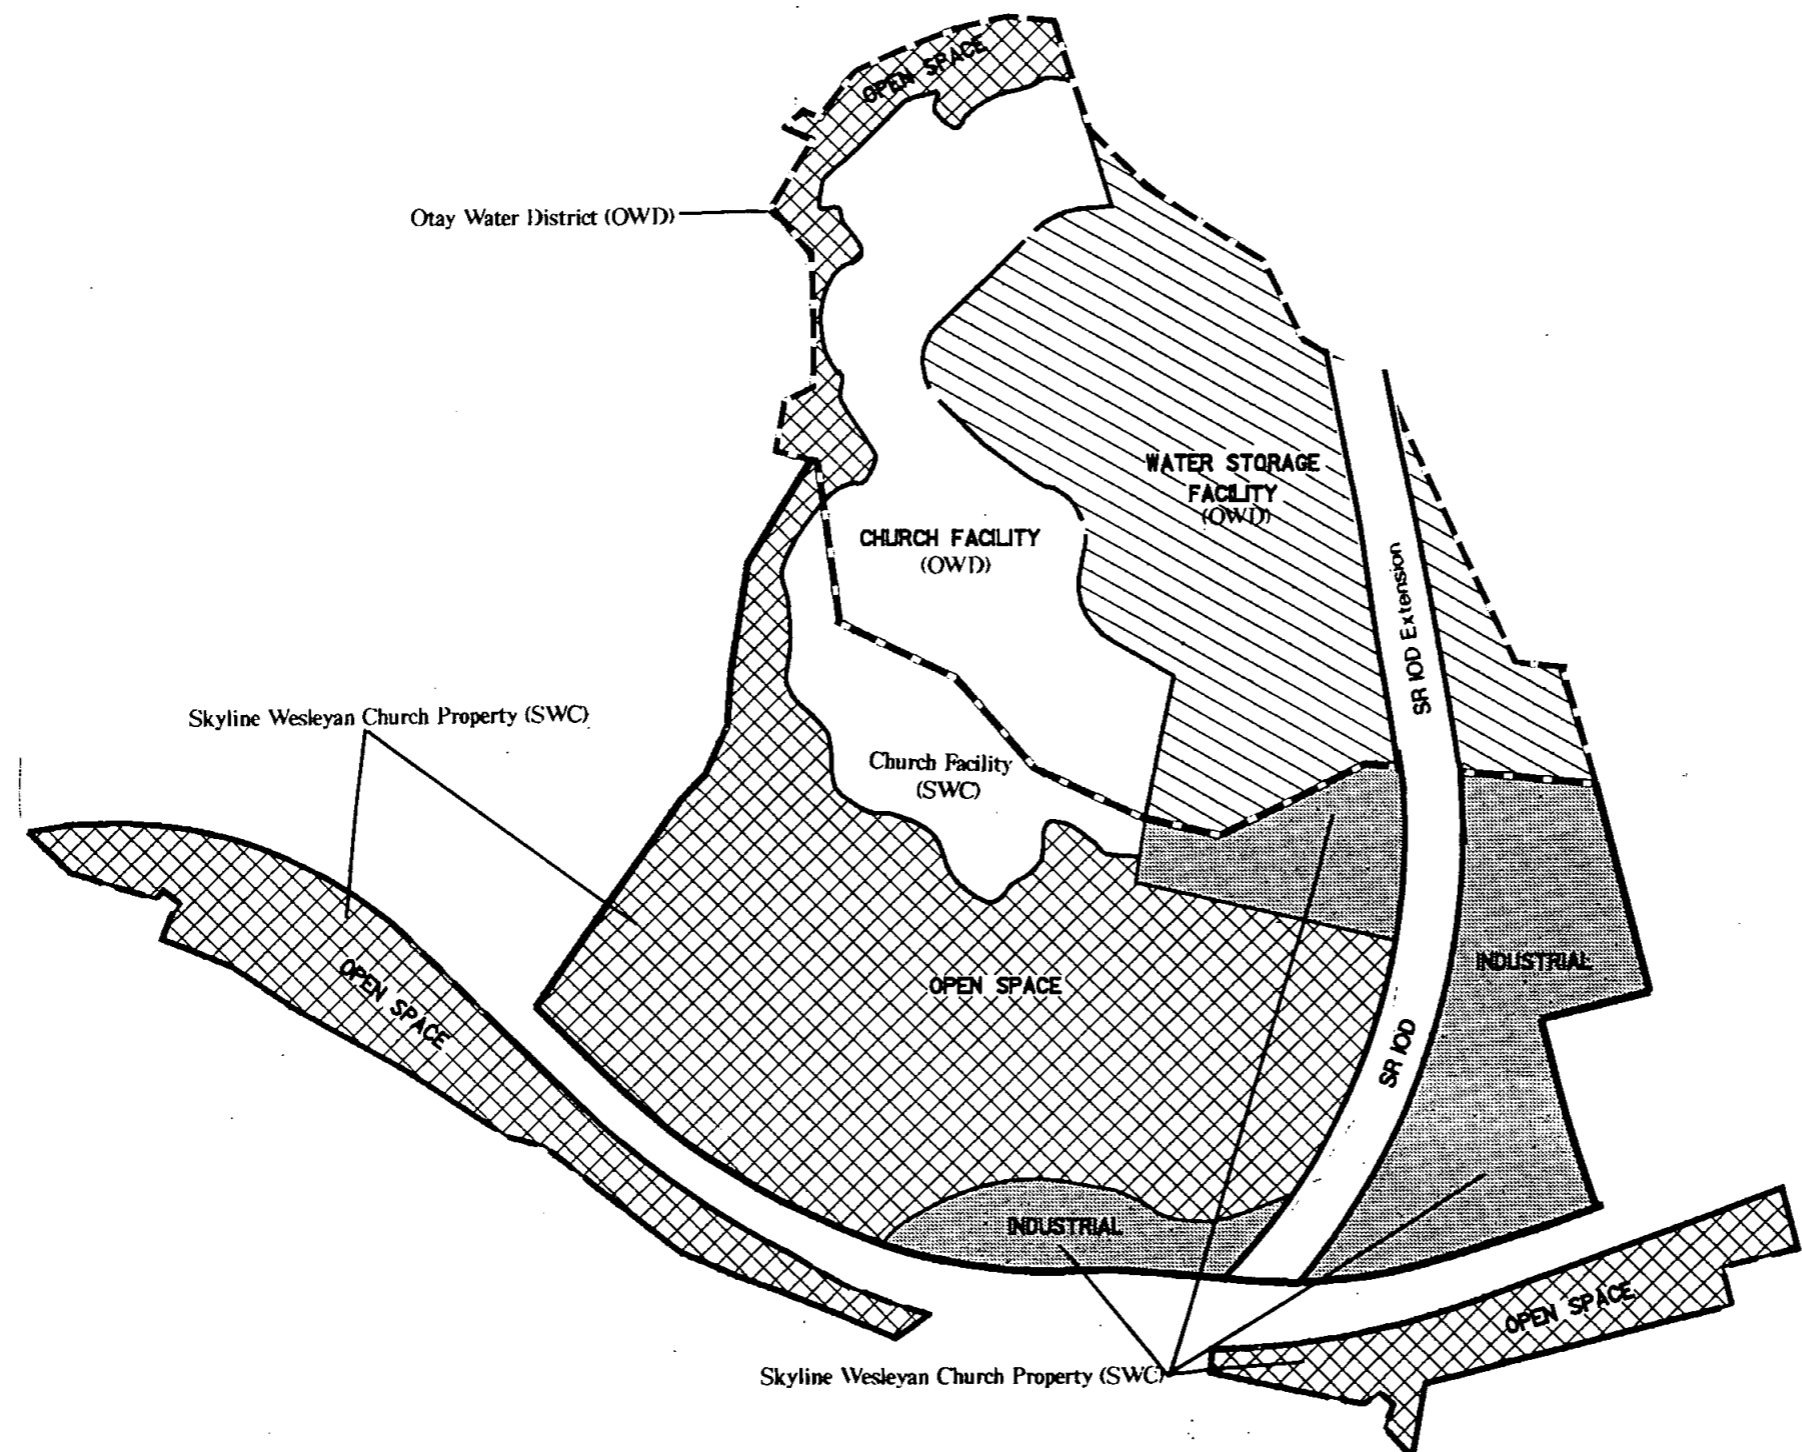 OPEN SPACE
Otay Water District (OWD)
WATER STORAGE
FACILITY
(OWD)
CHURCH FACILITY
(OWD)
SR 10D Extension
Skyline Wesleyan Church Property (SWC)
Church Facility
(SWC)
OPEN SPACE
OPEN SPACE
INDUSTRIAL
SR 10D
INDUSTRIAL
OPEN SPACE
Skyline Wesleyan Church Property (SWC)